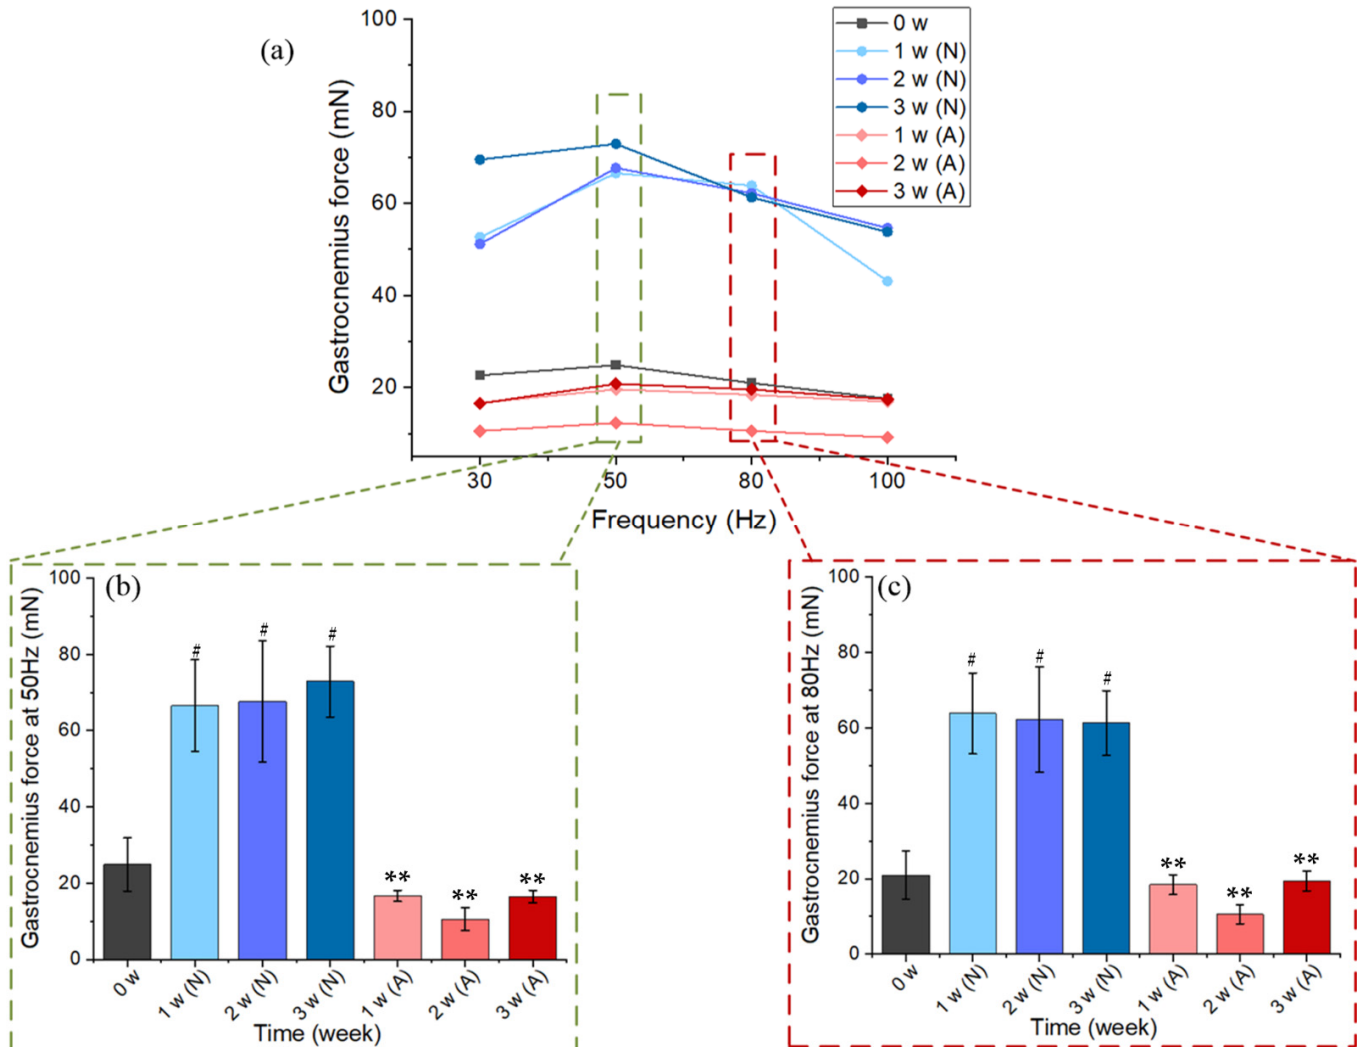 (a)
Gastrocnemius force (mN)
100
80
60
40
20
30
50
80
100
Frequency (Hz)
0 w
1 w (N)
2 w (N)
3 w (N)
1 w (A)
2 w (A)
3 w (A)
(b)
Gastrocnemius force at 50Hz (mN)
100
80
60
40
20
0
#
#
#
**
**
**
0 w
1 w (N)
2 w (N)
3 w (N)
1 w (A)
2 w (A)
3 w (A)
Time (week)
(c)
Gastrocnemius force at 80Hz (mN)
100
80
60
40
20
0
#
#
#
**
**
**
0 w
1 w (N)
2 w (N)
3 w (N)
1 w (A)
2 w (A)
3 w (A)
Time (week)